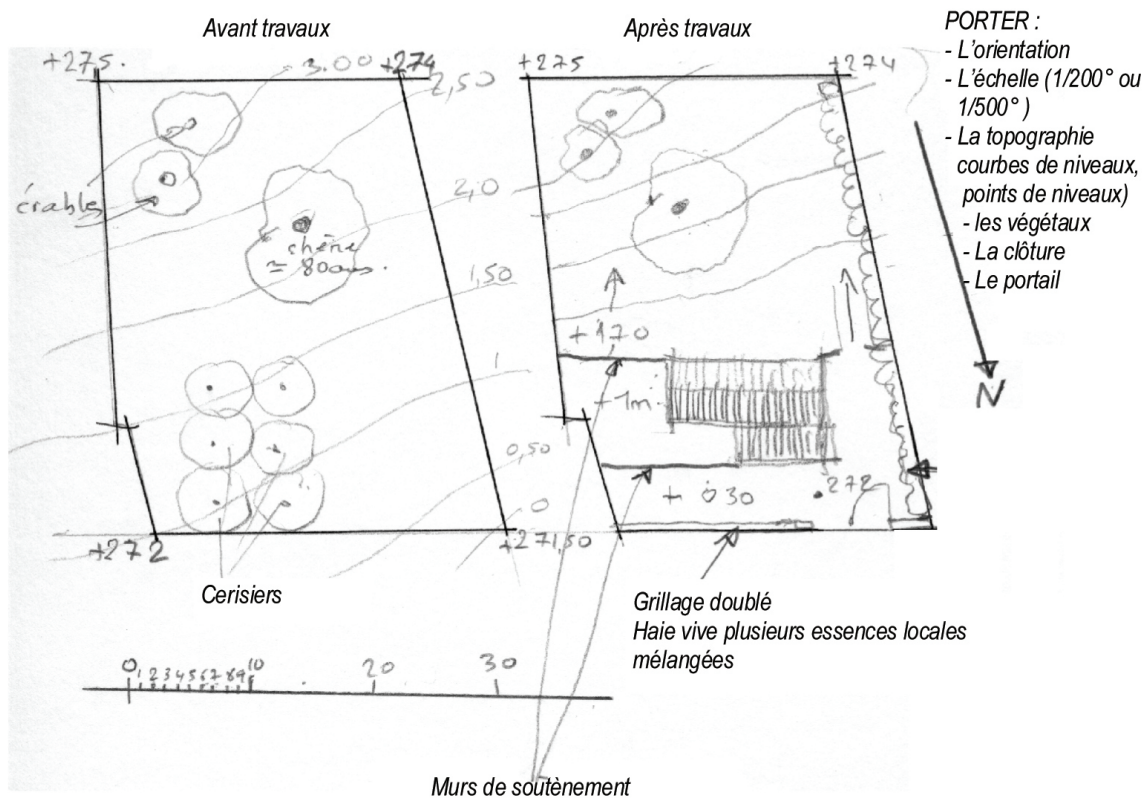 Avant travaux
Après travaux
PORTER :
- L'orientation
- L'échelle (1/200° ou
1/500° )
- La topographie
courbes de niveaux,
points de niveaux)
- les végétaux
- La clôture
- Le portail
+275.
3.00
+274
2,50
+275
+274
érables
2,0
chêne
≃ 80 ans.
1,50
+170
N
1
+1m
0,50
+ 030
.272
0
+272
+271,50
Cerisiers
Grillage doublé
Haie vive plusieurs essences locales
mélangées
0 1 2 3 4 5 6 7 8 9 10 20 30
Murs de soutènement